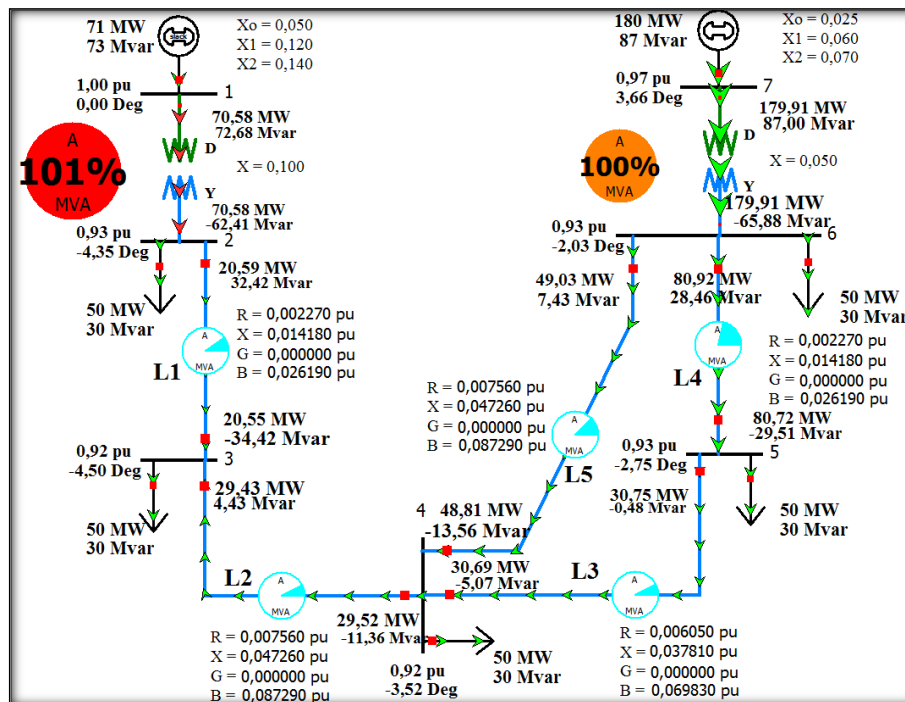 71 MW
73 Mvar
slack
Xo = 0,050
X1 = 0,120
X2 = 0,140
1,00 pu
0,00 Deg
1
70,58 MW
72,68 Mvar
D
A
101%
MVA
X = 0,100
Y
70,58 MW
-62,41 Mvar
0,93 pu
-4,35 Deg
2
20,59 MW
32,42 Mvar
50 MW
30 Mvar
R = 0,002270 pu
X = 0,014180 pu
G = 0,000000 pu
B = 0,026190 pu
A
MVA
L1
20,55 MW
-34,42 Mvar
0,92 pu
-4,50 Deg
3
29,43 MW
4,43 Mvar
50 MW
30 Mvar
L2
A
MVA
R = 0,007560 pu
X = 0,047260 pu
G = 0,000000 pu
B = 0,087290 pu
180 MW
87 Mvar
slack
Xo = 0,025
X1 = 0,060
X2 = 0,070
0,97 pu
3,66 Deg
7
179,91 MW
87,00 Mvar
D
A
100%
MVA
X = 0,050
Y
179,91 MW
-65,88 Mvar
0,93 pu
-2,03 Deg
6
49,03 MW
7,43 Mvar
80,92 MW
28,46 Mvar
50 MW
30 Mvar
A
MVA
L4
R = 0,002270 pu
X = 0,014180 pu
G = 0,000000 pu
B = 0,026190 pu
R = 0,007560 pu
X = 0,047260 pu
G = 0,000000 pu
B = 0,087290 pu
A
MVA
L5
80,72 MW
-29,51 Mvar
0,93 pu
-2,75 Deg
5
30,75 MW
-0,48 Mvar
50 MW
30 Mvar
4
48,81 MW
-13,56 Mvar
30,69 MW
-5,07 Mvar
L3
A
MVA
29,52 MW
-11,36 Mvar
50 MW
30 Mvar
0,92 pu
-3,52 Deg
R = 0,006050 pu
X = 0,037810 pu
G = 0,000000 pu
B = 0,069830 pu